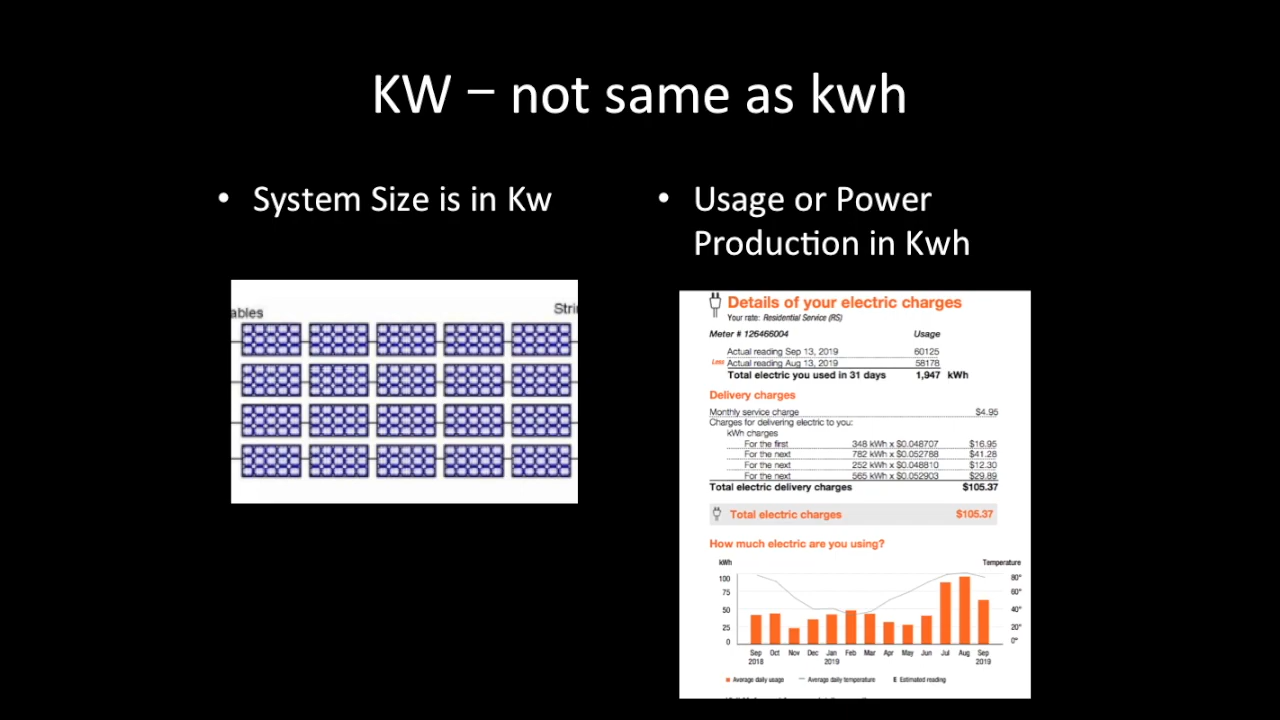 KW – not same as kwh
• System Size is in Kw
• Usage or Power
Production in Kwh
ables
Details of your electric charges
Your rate: Residential Service (RS)
Meter # 126466004 Usage
Actual reading Sep 13, 2019 60125
Less Actual reading Aug 13, 2019 58178
Total electric you used in 31 days 1,947 kWh
Delivery charges
Monthly service charge $4.95
Charges for delivering electric to you:
kWh charges
For the first 348 kWh x $0.048707 $16.95
For the next 782 kWh x $0.052788 $41.28
For the next 252 kWh x $0.048810 $12.30
For the next 565 kWh x $0.052903 $29.89
Total electric delivery charges $105.37
Total electric charges $105.37
How much electric are you using?
kWh Temperature
100 80°
75 60°
50 40°
25 20°
0 0°
Sep Oct Nov Dec Jan Feb Mar Apr May Jun Jul Aug Sep
2018 2019 2019
Average daily usage Average daily temperature E Estimated reading